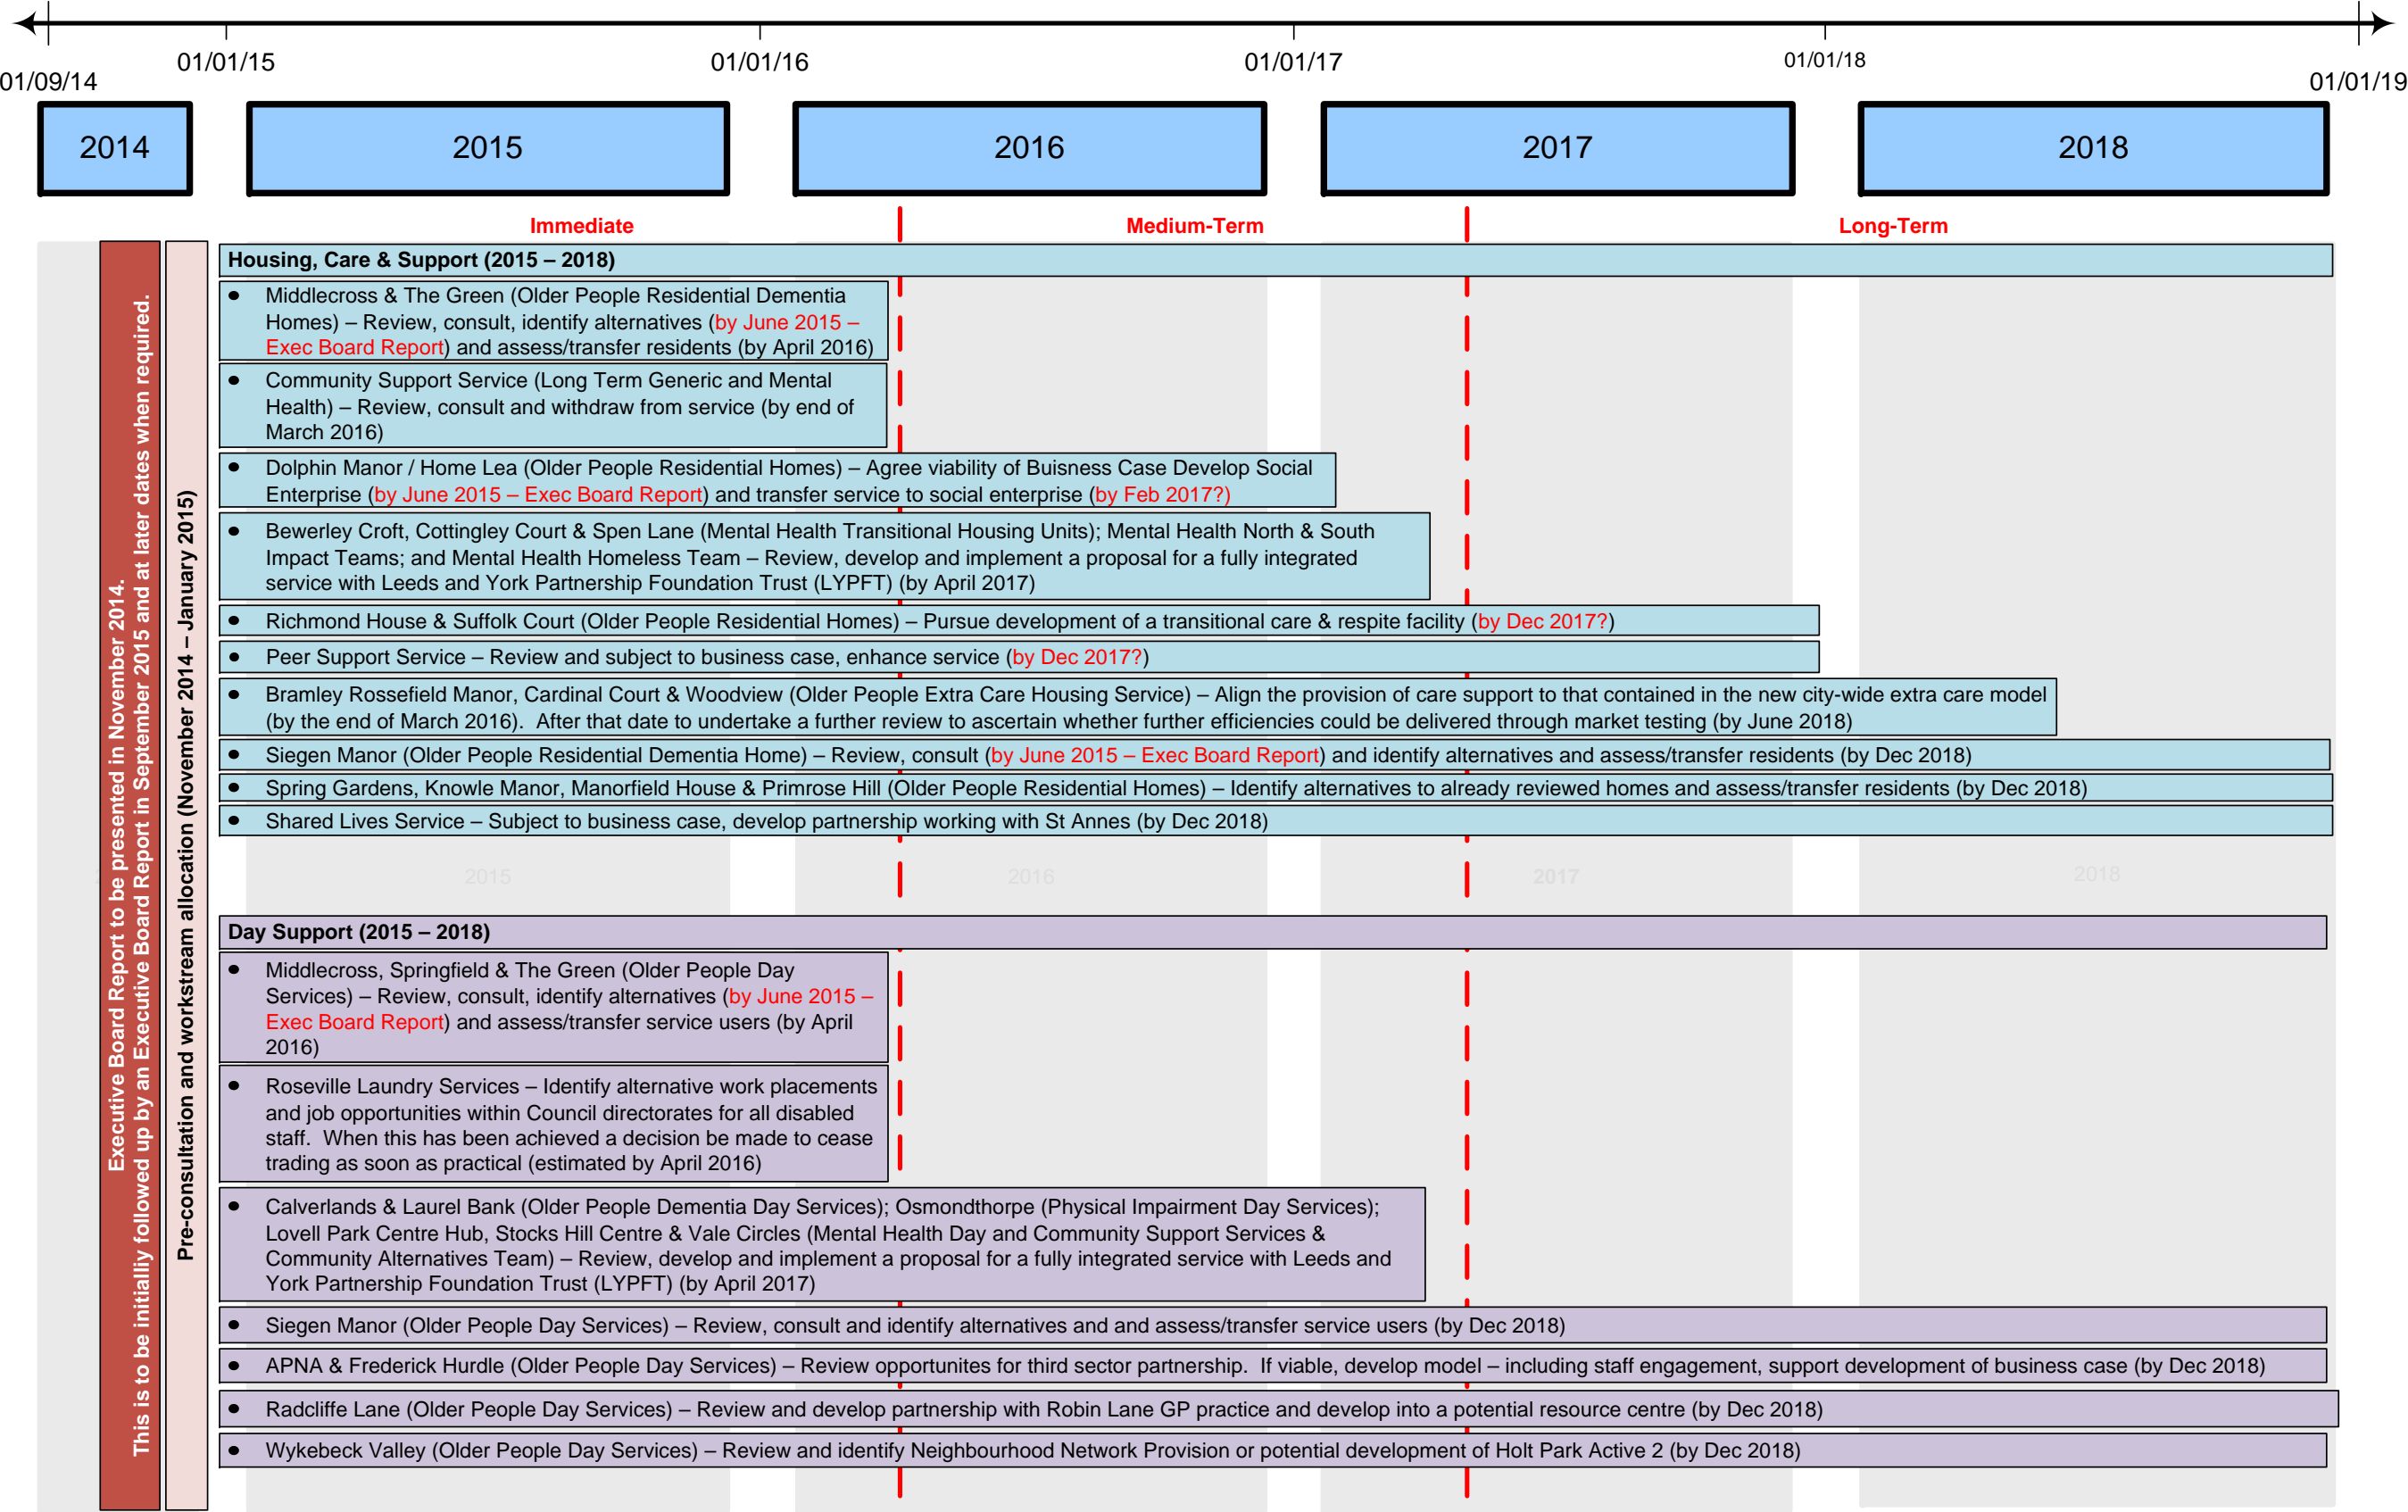 01/09/14
01/01/15
01/01/16
01/01/17
01/01/18
01/01/19
2014
2015
2016
2017
2018
Immediate
Medium-Term
Long-Term
Executive Board Report to be presented in November 2014.
This is to be initialliy followed up by an Executive Board Report in September 2015 and at later dates when required.
Pre-consultation and workstream allocation (November 2014 – January 2015)
Housing, Care & Support (2015 – 2018)
• Middlecross & The Green (Older People Residential Dementia
Homes) – Review, consult, identify alternatives (by June 2015 –
Exec Board Report) and assess/transfer residents (by April 2016)
• Community Support Service (Long Term Generic and Mental
Health) – Review, consult and withdraw from service (by end of
March 2016)
• Dolphin Manor / Home Lea (Older People Residential Homes) – Agree viability of Buisness Case Develop Social
Enterprise (by June 2015 – Exec Board Report) and transfer service to social enterprise (by Feb 2017?)
• Bewerley Croft, Cottingley Court & Spen Lane (Mental Health Transitional Housing Units); Mental Health North & South
Impact Teams; and Mental Health Homeless Team – Review, develop and implement a proposal for a fully integrated
service with Leeds and York Partnership Foundation Trust (LYPFT) (by April 2017)
• Richmond House & Suffolk Court (Older People Residential Homes) – Pursue development of a transitional care & respite facility (by Dec 2017?)
• Peer Support Service – Review and subject to business case, enhance service (by Dec 2017?)
• Bramley Rossefield Manor, Cardinal Court & Woodview (Older People Extra Care Housing Service) – Align the provision of care support to that contained in the new city-wide extra care model
(by the end of March 2016).  After that date to undertake a further review to ascertain whether further efficiencies could be delivered through market testing (by June 2018)
• Siegen Manor (Older People Residential Dementia Home) – Review, consult (by June 2015 – Exec Board Report) and identify alternatives and assess/transfer residents (by Dec 2018)
• Spring Gardens, Knowle Manor, Manorfield House & Primrose Hill (Older People Residential Homes) – Identify alternatives to already reviewed homes and assess/transfer residents (by Dec 2018)
• Shared Lives Service – Subject to business case, develop partnership working with St Annes (by Dec 2018)
2015
2016
2017
2018
Day Support (2015 – 2018)
• Middlecross, Springfield & The Green (Older People Day
Services) – Review, consult, identify alternatives (by June 2015 –
Exec Board Report) and assess/transfer service users (by April
2016)
• Roseville Laundry Services – Identify alternative work placements
and job opportunities within Council directorates for all disabled
staff.  When this has been achieved a decision be made to cease
trading as soon as practical (estimated by April 2016)
• Calverlands & Laurel Bank (Older People Dementia Day Services); Osmondthorpe (Physical Impairment Day Services);
Lovell Park Centre Hub, Stocks Hill Centre & Vale Circles (Mental Health Day and Community Support Services &
Community Alternatives Team) – Review, develop and implement a proposal for a fully integrated service with Leeds and
York Partnership Foundation Trust (LYPFT) (by April 2017)
• Siegen Manor (Older People Day Services) – Review, consult and identify alternatives and and assess/transfer service users (by Dec 2018)
• APNA & Frederick Hurdle (Older People Day Services) – Review opportunites for third sector partnership.  If viable, develop model – including staff engagement, support development of business case (by Dec 2018)
• Radcliffe Lane (Older People Day Services) – Review and develop partnership with Robin Lane GP practice and develop into a potential resource centre (by Dec 2018)
• Wykebeck Valley (Older People Day Services) – Review and identify Neighbourhood Network Provision or potential development of Holt Park Active 2 (by Dec 2018)